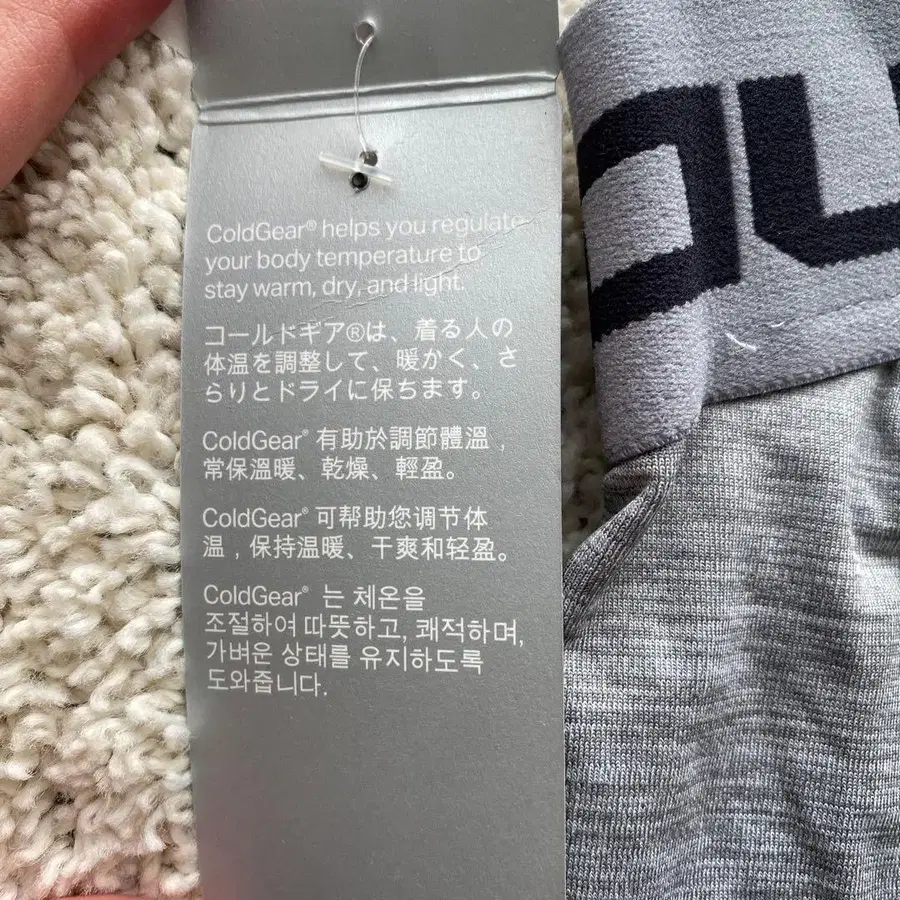 ColdGear® helps you regulate
your body temperature to
stay warm, dry, and light.
コールドギア®は、着る人の
体温を調整して、暖かく、さ
らりとドライに保ちます。
ColdGear® 有助於調節體溫，
常保溫暖、乾燥、輕盈。
ColdGear® 可帮助您调节体
温，保持温暖、干爽和轻盈。
ColdGear® 는 체온을
조절하여 따뜻하고, 쾌적하며,
가벼운 상태를 유지하도록
도와줍니다.